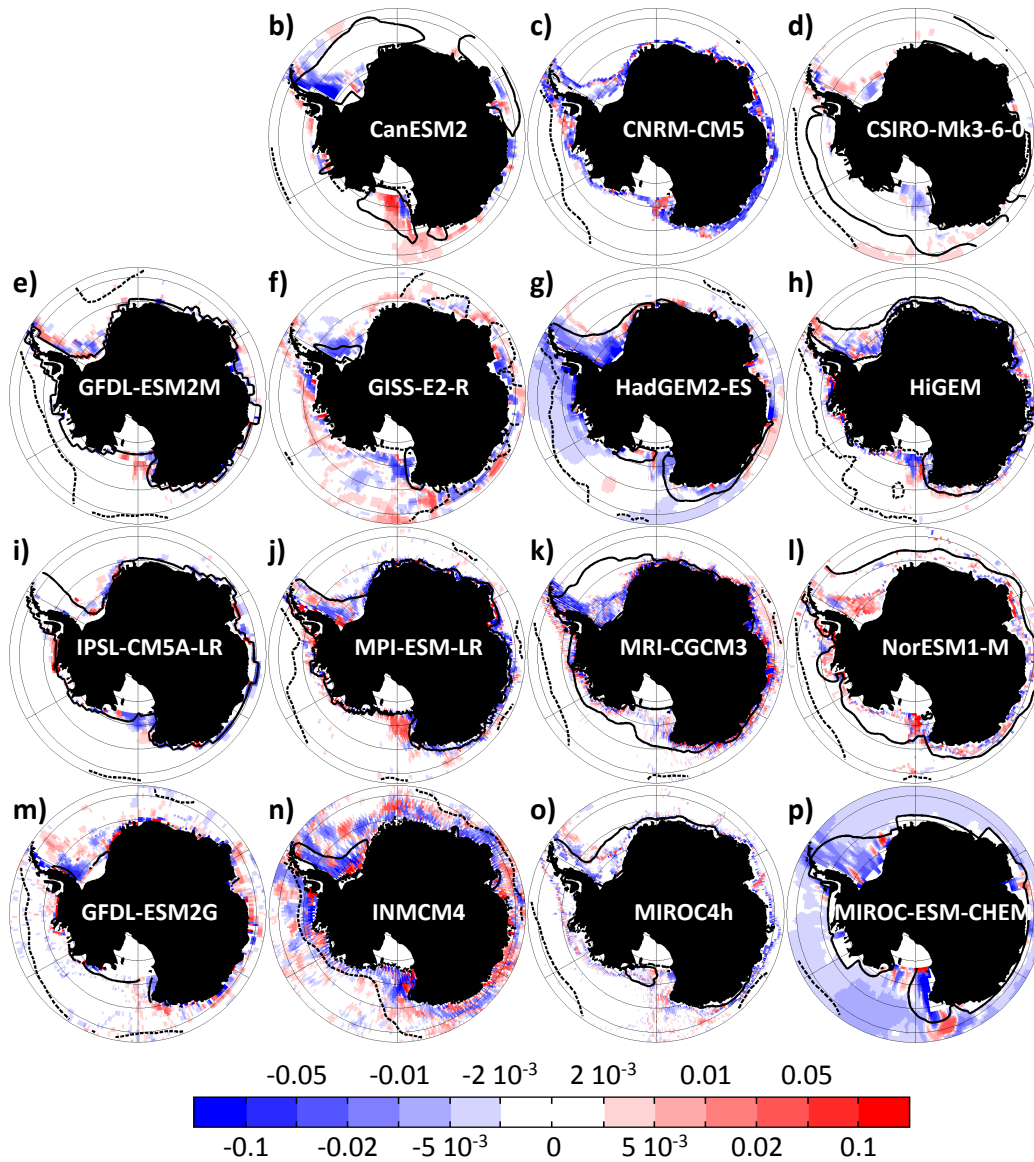 b) c) d)
CanESM2 CNRM-CM5 CSIRO-Mk3-6-0
e) f) g) h)
GFDL-ESM2M GISS-E2-R HadGEM2-ES HiGEM
i) j) k) l)
IPSL-CM5A-LR MPI-ESM-LR MRI-CGCM3 NorESM1-M
m) n) o) p)
GFDL-ESM2G INMCM4 MIROC4h MIROC-ESM-CHEM
-0.05 -0.01 -2 10⁻³ 2 10⁻³ 0.01 0.05
-0.1 -0.02 -5 10⁻³ 0 5 10⁻³ 0.02 0.1